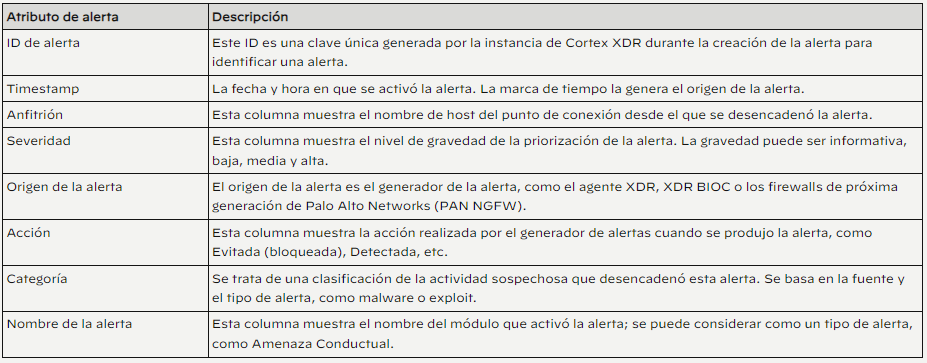 Atributo de alerta Descripción
ID de alerta Este ID es una clave única generada por la instancia de Cortex XDR durante la creación de la alerta para
identificar una alerta.
Timestamp La fecha y hora en que se activó la alerta. La marca de tiempo la genera el origen de la alerta.
Anfitrión Esta columna muestra el nombre de host del punto de conexión desde el que se desencadenó la alerta.
Severidad Esta columna muestra el nivel de gravedad de la priorización de la alerta. La gravedad puede ser informativa,
baja, media y alta.
Origen de la alerta El origen de la alerta es el generador de la alerta, como el agente XDR, XDR BIOC o los firewalls de próxima
generación de Palo Alto Networks (PAN NGFW).
Acción Esta columna muestra la acción realizada por el generador de alertas cuando se produjo la alerta, como
Evitada (bloqueada), Detectada, etc.
Categoría Se trata de una clasificación de la actividad sospechosa que desencadenó esta alerta. Se basa en la fuente y
el tipo de alerta, como malware o exploit.
Nombre de la alerta Esta columna muestra el nombre del módulo que activó la alerta; se puede considerar como un tipo de alerta,
como Amenaza Conductual.